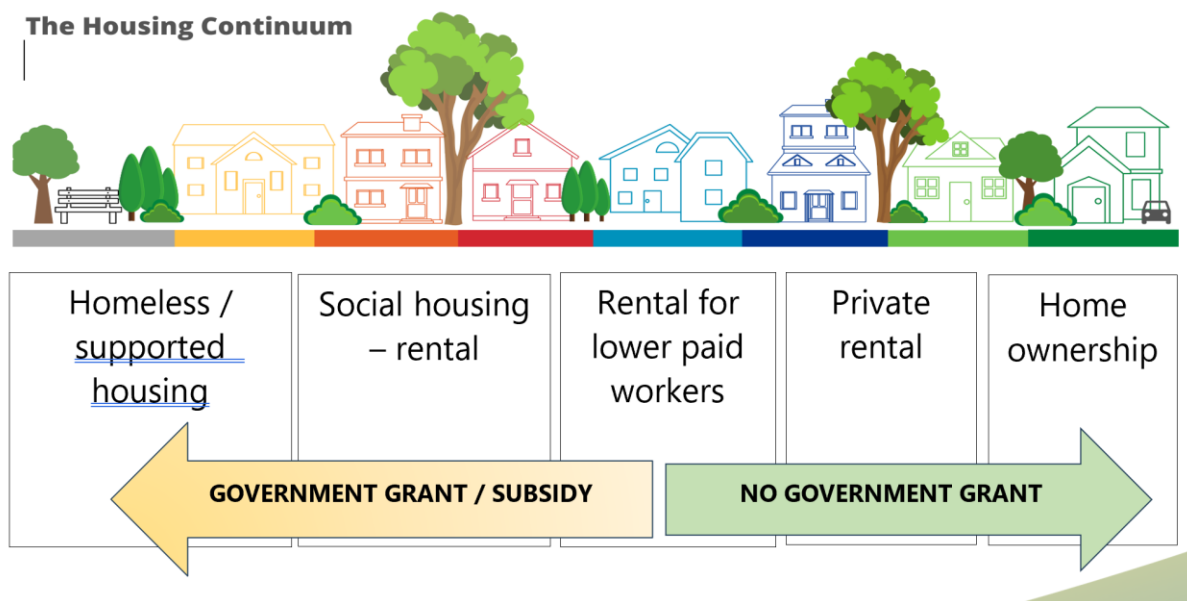 The Housing Continuum
Homeless /
supported
housing
Social housing
– rental
Rental for
lower paid
workers
Private
rental
Home
ownership
GOVERNMENT GRANT / SUBSIDY
NO GOVERNMENT GRANT